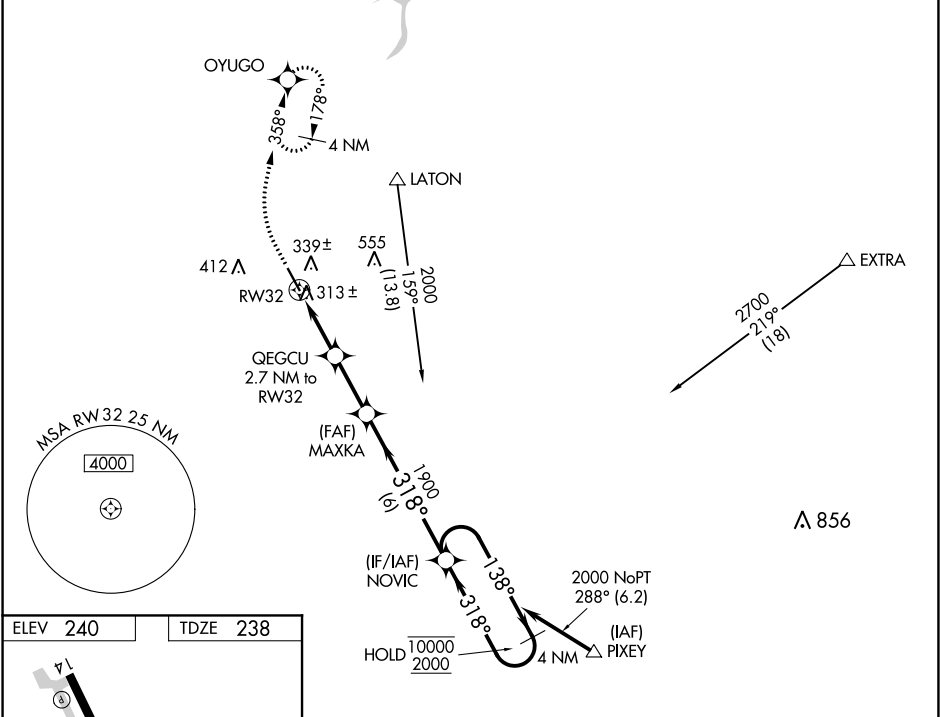 OYUGO
358°
178°
4 NM
LATON
412
339±
555
RW32
313±
2000
159°
(13.8)
EXTRA
2700
219°
(18)
QEGCU
2.7 NM to
RW32
(FAF)
MAXKA
MSA RW32 25 NM
4000
1900
318°
(6)
856
(IF/IAF)
NOVIC
138°
318°
2000 NoPT
288° (6.2)
(IAF)
PIXEY
HOLD 10000
2000
4 NM
ELEV 240
TDZE 238
14
P